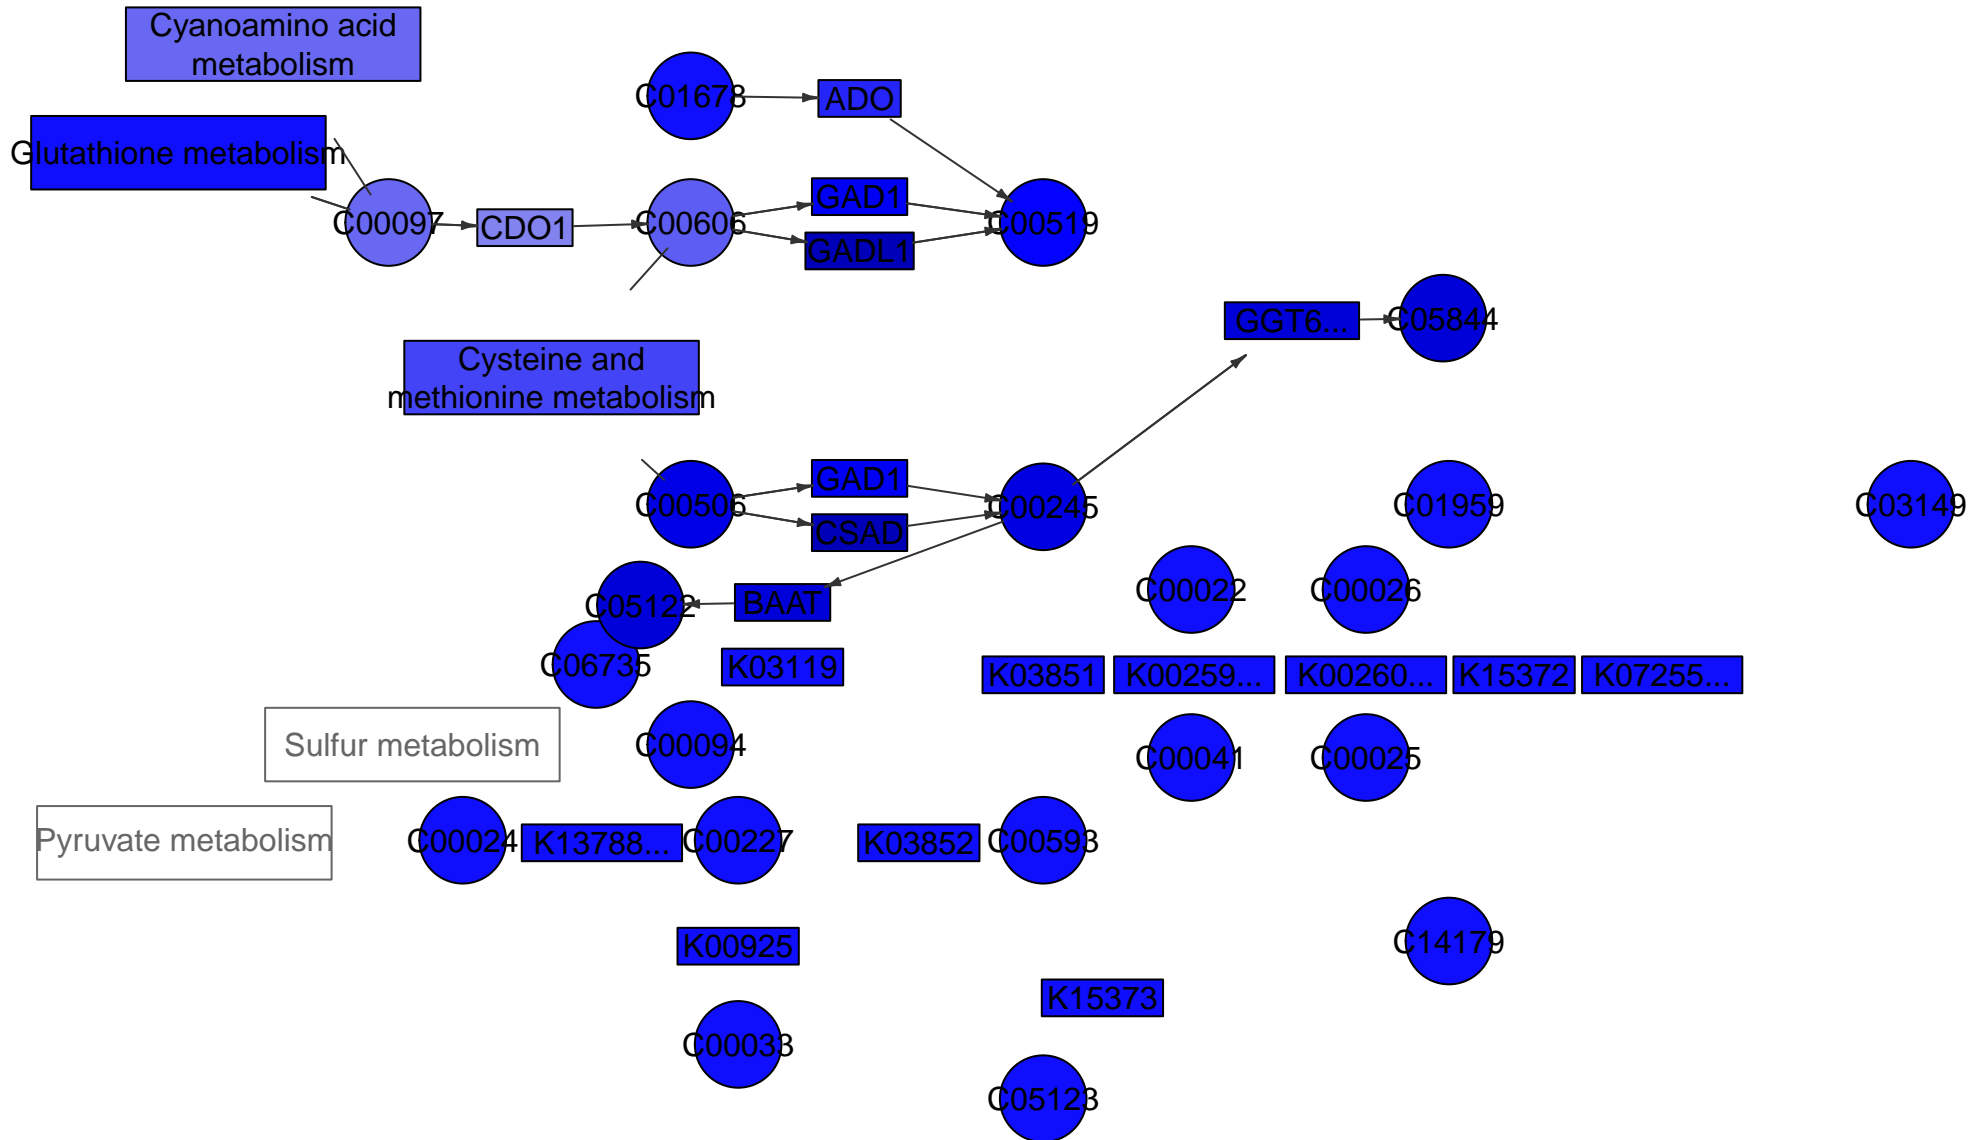 Cyanoamino acid
metabolism
C01678
ADO
Glutathione metabolism
C00097
CDO1
C00606
GAD1
GADL1
C00519
GGT6...
C05844
Cysteine and
methionine metabolism
C00506
GAD1
CSAD
C00245
C01959
C03149
C05122
BAAT
C00022
C00026
C06735
K03119
K03851
K00259...
K00260...
K15372
K07255...
Sulfur metabolism
C00094
C00041
C00025
Pyruvate metabolism
C00024
K13788...
C00227
K03852
C00593
K00925
C14179
K15373
C00033
C05123